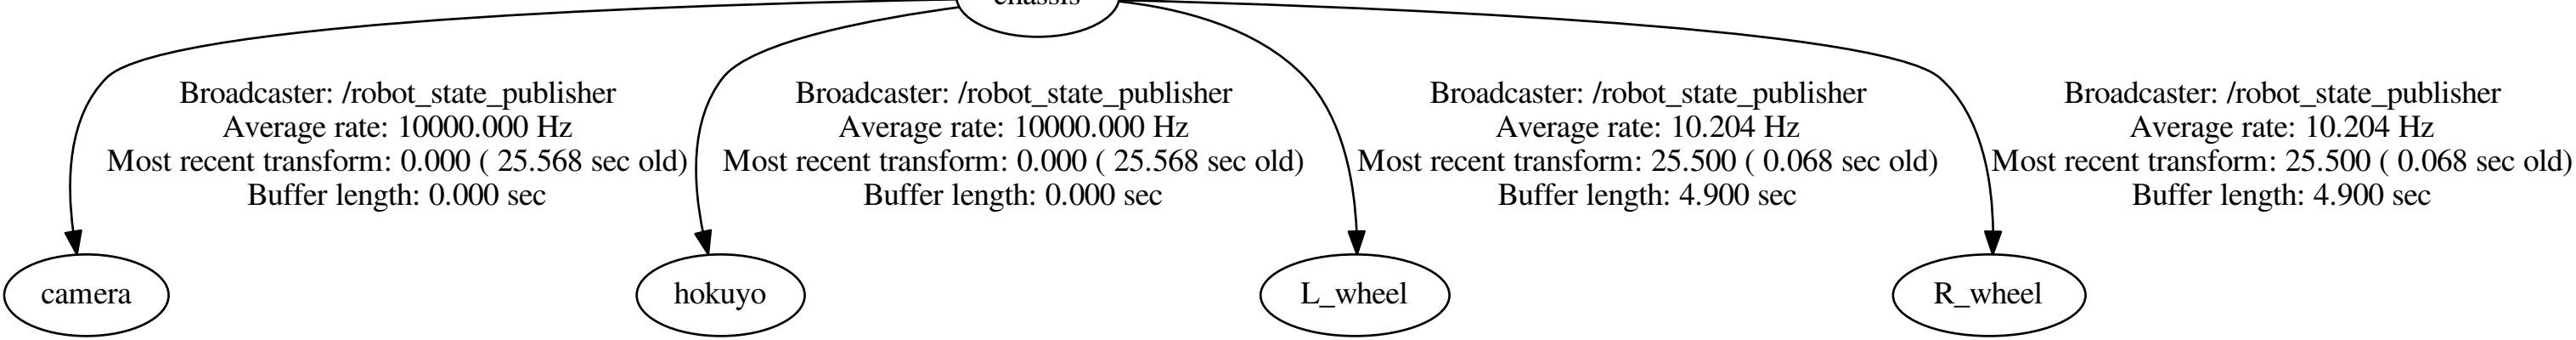 chassis
Broadcaster: /robot_state_publisher
Average rate: 10000.000 Hz
Most recent transform: 0.000 ( 25.568 sec old)
Buffer length: 0.000 sec
Broadcaster: /robot_state_publisher
Average rate: 10000.000 Hz
Most recent transform: 0.000 ( 25.568 sec old)
Buffer length: 0.000 sec
Broadcaster: /robot_state_publisher
Average rate: 10.204 Hz
Most recent transform: 25.500 ( 0.068 sec old)
Buffer length: 4.900 sec
Broadcaster: /robot_state_publisher
Average rate: 10.204 Hz
Most recent transform: 25.500 ( 0.068 sec old)
Buffer length: 4.900 sec
camera
hokuyo
L_wheel
R_wheel